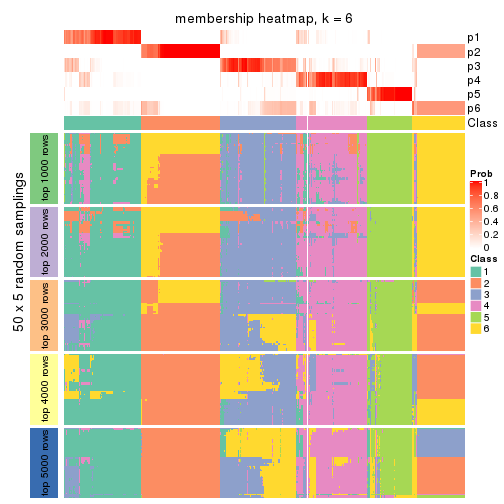 membership heatmap, k = 6
p1
p2
p3
p4
p5
p6
Class
50 x 5 random samplings
top 1000 rows
top 2000 rows
top 3000 rows
top 4000 rows
top 5000 rows
Prob
1
0.8
0.6
0.4
0.2
0
Class
1
2
3
4
5
6